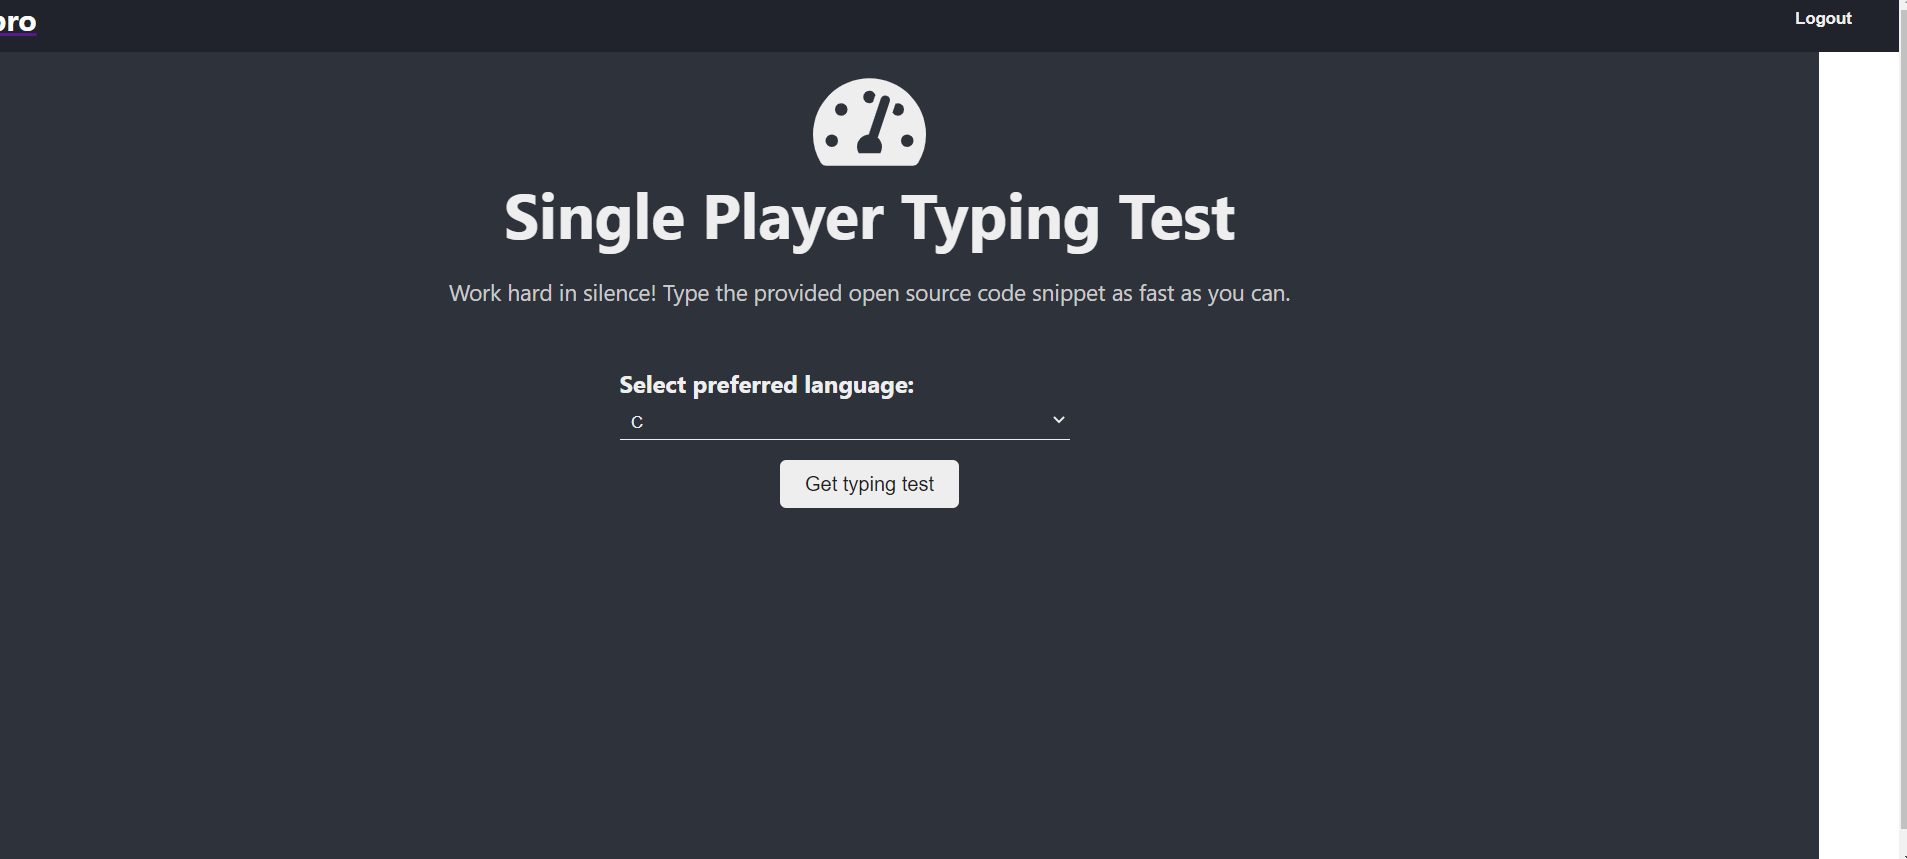 pro
Logout
Single Player Typing Test
Work hard in silence! Type the provided open source code snippet as fast as you can.
Select preferred language:
C
Get typing test